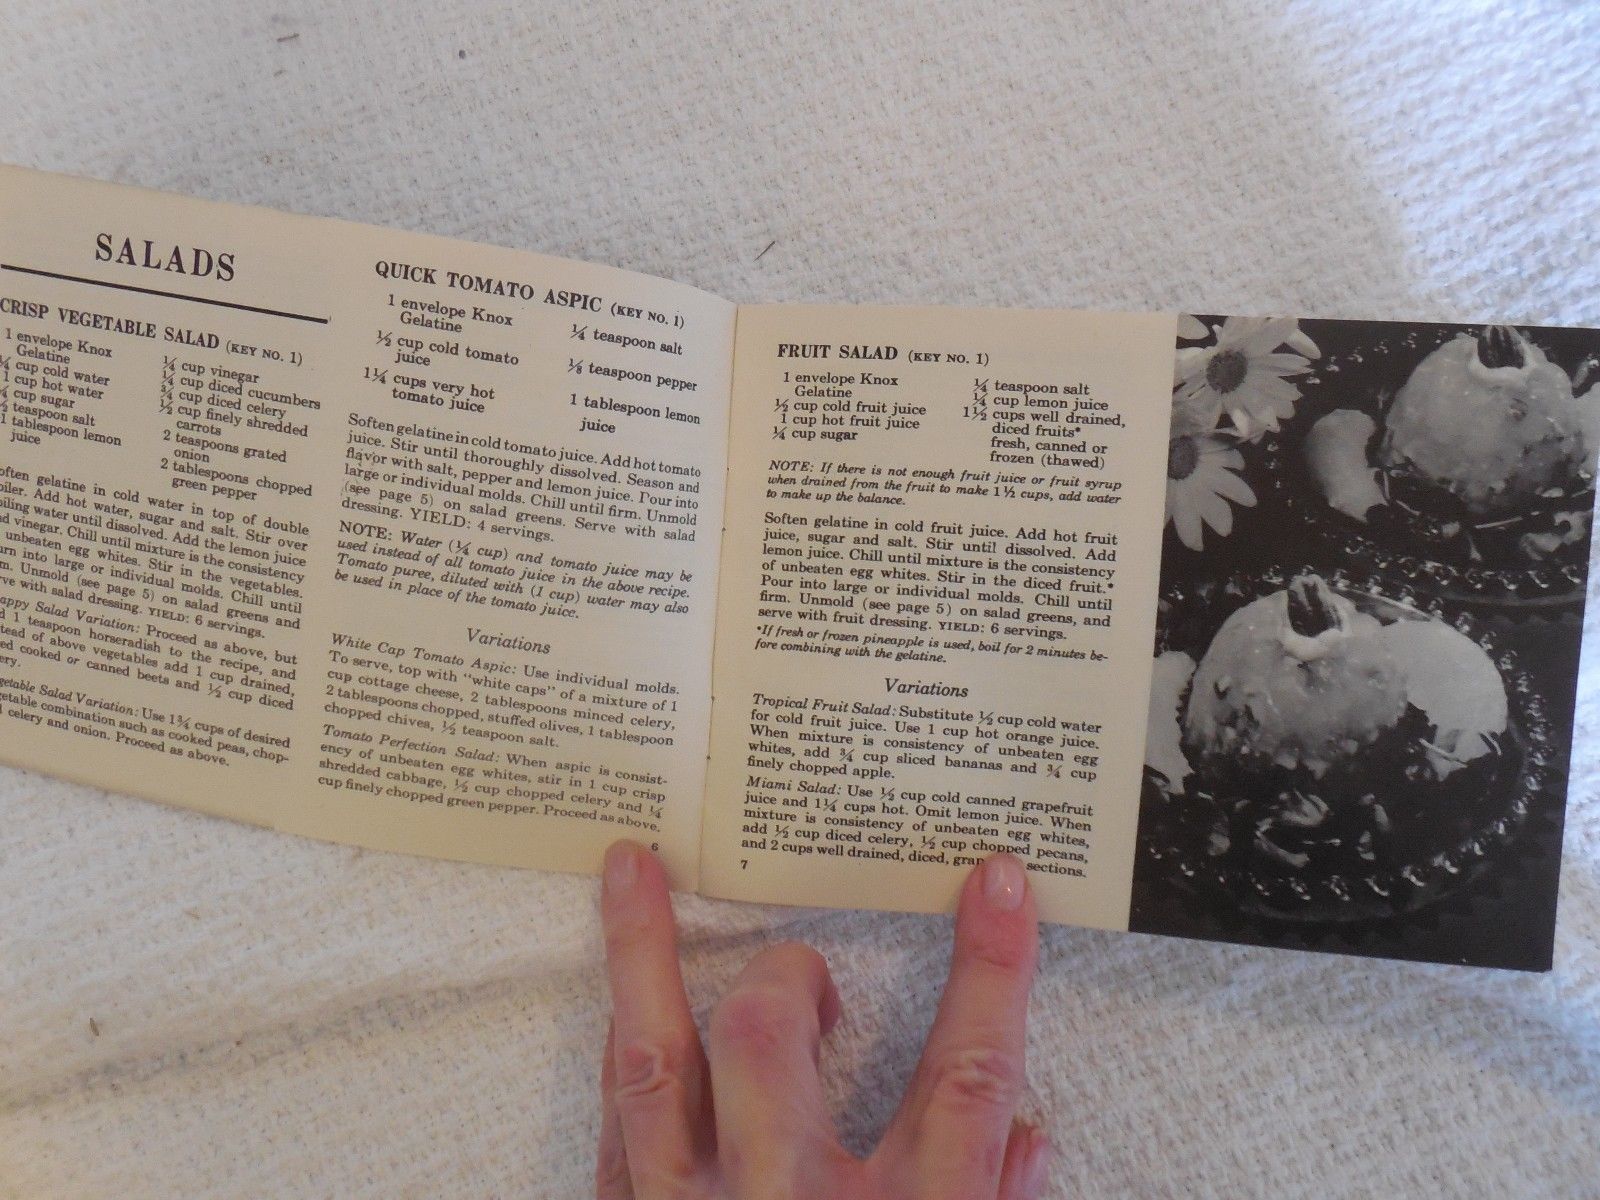 SALADS
CRISP VEGETABLE SALAD (KEY NO. 1)
1 envelope Knox
Gelatine
¼ cup cold water
1 cup hot water
¼ cup sugar
½ teaspoon salt
1 tablespoon lemon
juice
¼ cup vinegar
¼ cup diced cucumbers
¾ cup diced celery
½ cup finely shredded
carrots
2 teaspoons grated
onion
2 tablespoons chopped
green pepper
gelatine in cold water in top of double
Add hot water, sugar and salt. Stir over
water until dissolved. Add the lemon juice
vinegar. Chill until mixture is the consistency
unbeaten egg whites. Stir in the vegetables.
into large or individual molds. Chill until
Unmold (see page 5) on salad greens and
with salad dressing. YIELD: 6 servings.
Salad Variation: Proceed as above, but
1 teaspoon horseradish to the recipe, and
of above vegetables add 1 cup drained,
cooked or canned beets and ½ cup diced
Salad Variation: Use 1¾ cups of desired
combination such as cooked peas, chop-
celery and onion. Proceed as above.
QUICK TOMATO ASPIC (KEY NO. 1)
1 envelope Knox
Gelatine
½ cup cold tomato
juice
1¼ cups very hot
tomato juice
¼ teaspoon salt
⅛ teaspoon pepper
1 tablespoon lemon
juice
Soften gelatine in cold tomato juice. Add hot tomato
juice. Stir until thoroughly dissolved. Season and
flavor with salt, pepper and lemon juice. Pour into
large or individual molds. Chill until firm. Unmold
(see page 5) on salad greens. Serve with salad
dressing. YIELD: 4 servings.
NOTE: Water (¼ cup) and tomato juice may be
used instead of all tomato juice in the above recipe.
Tomato puree, diluted with (1 cup) water may also
be used in place of the tomato juice.
Variations
White Cap Tomato Aspic: Use individual molds.
To serve, top with "white caps" of a mixture of 1
cup cottage cheese, 2 tablespoons minced celery,
2 tablespoons chopped, stuffed olives, 1 tablespoon
chopped chives, ½ teaspoon salt.
Tomato Perfection Salad: When aspic is consist-
ency of unbeaten egg whites, stir in 1 cup crisp
shredded cabbage, ½ cup chopped celery and ¼
cup finely chopped green pepper. Proceed as above.
6
FRUIT SALAD (KEY NO. 1)
1 envelope Knox
Gelatine
½ cup cold fruit juice
1 cup hot fruit juice
¼ cup sugar
¼ teaspoon salt
¼ cup lemon juice
1½ cups well drained,
diced fruits*
fresh, canned or
frozen (thawed)
NOTE: If there is not enough fruit juice or fruit syrup
when drained from the fruit to make 1½ cups, add water
to make up the balance.
Soften gelatine in cold fruit juice. Add hot fruit
juice, sugar and salt. Stir until dissolved. Add
lemon juice. Chill until mixture is the consistency
of unbeaten egg whites. Stir in the diced fruit.*
Pour into large or individual molds. Chill until
firm. Unmold (see page 5) on salad greens, and
serve with fruit dressing. YIELD: 6 servings.
*If fresh or frozen pineapple is used, boil for 2 minutes be-
fore combining with the gelatine.
Variations
Tropical Fruit Salad: Substitute ½ cup cold water
for cold fruit juice. Use 1 cup hot orange juice.
When mixture is consistency of unbeaten egg
whites, add ¾ cup sliced bananas and ¾ cup
finely chopped apple.
Miami Salad: Use ½ cup cold canned grapefruit
juice and 1¼ cups hot. Omit lemon juice. When
mixture is consistency of unbeaten egg whites,
add ½ cup diced celery, ½ cup chopped pecans,
and 2 cups well drained, diced, sections.
7